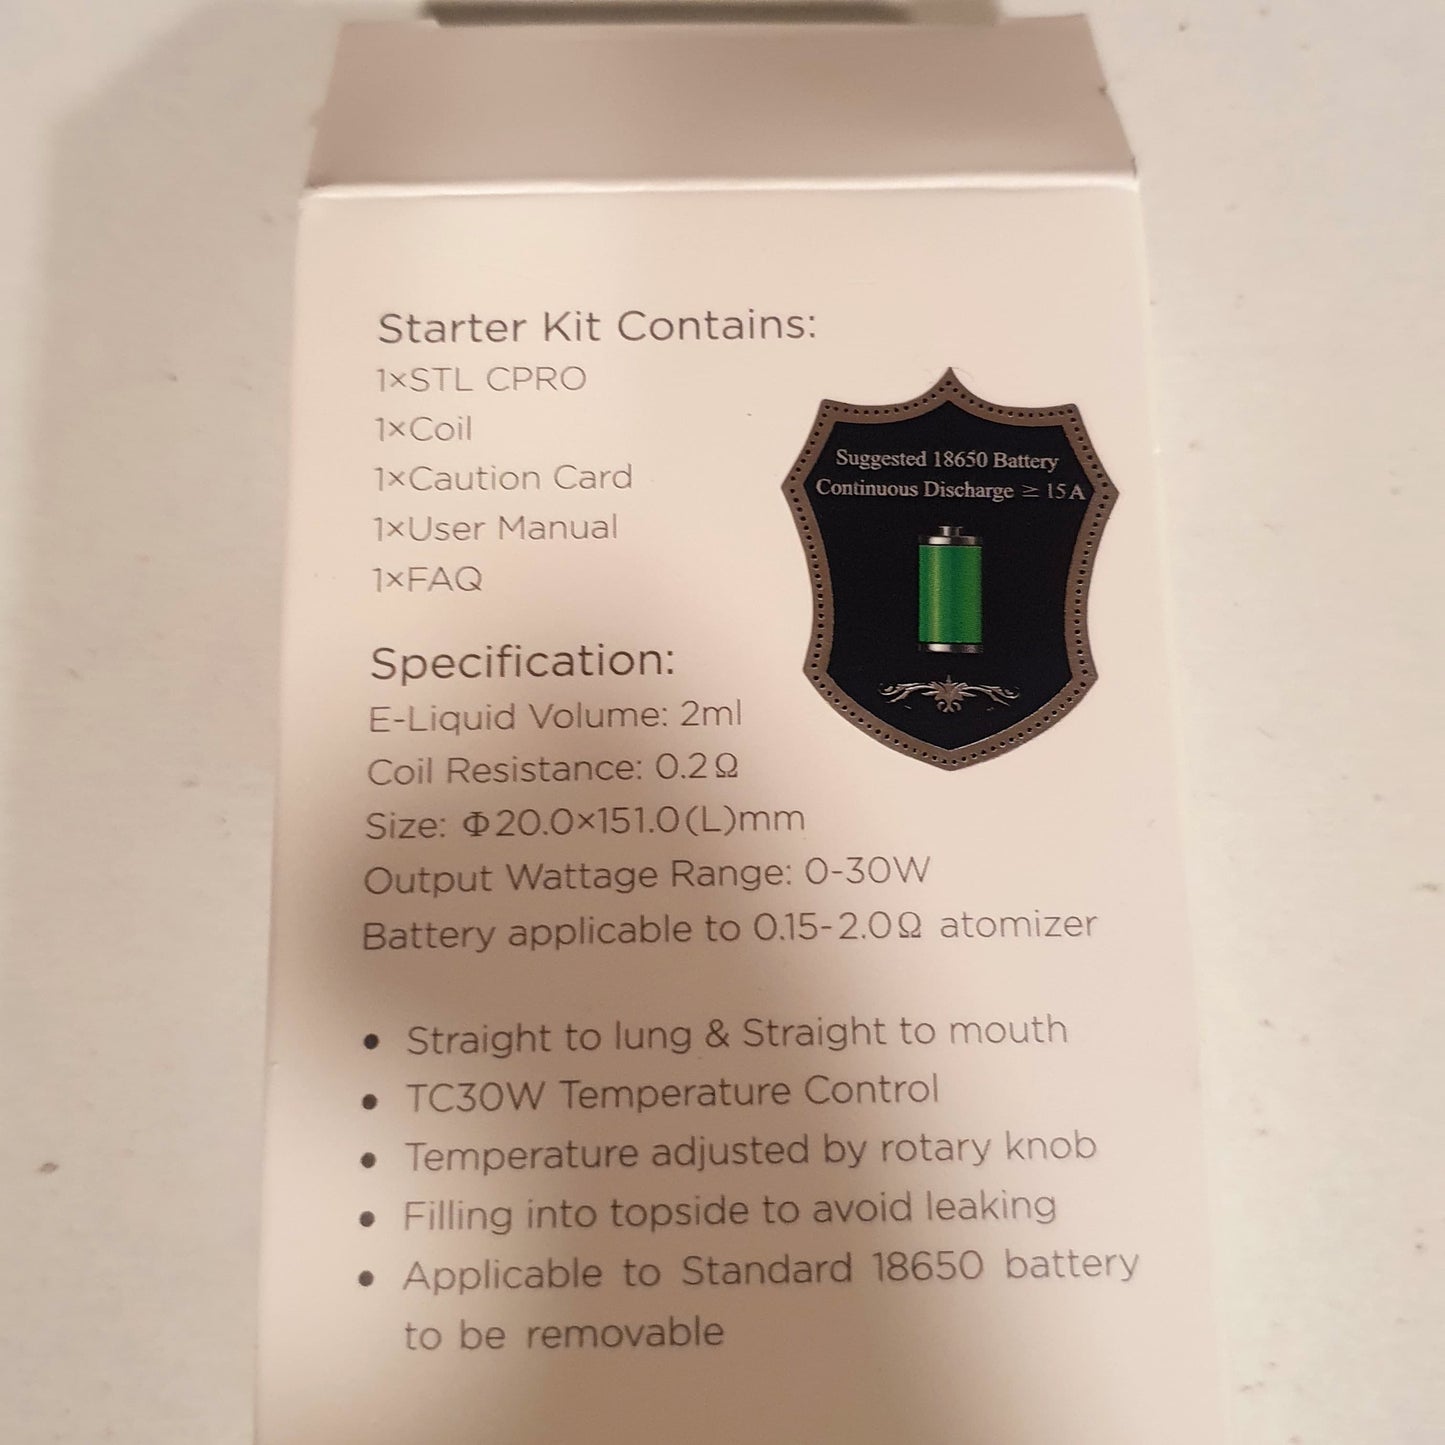 Starter Kit Contains:
1×STL CPRO
1×Coil
1×Caution Card
1×User Manual
1×FAQ
Suggested 18650 Battery
Continuous Discharge ≥ 15A
Specification:
E-Liquid Volume: 2ml
Coil Resistance: 0.2Ω
Size: Φ20.0×151.0(L)mm
Output Wattage Range: 0-30W
Battery applicable to 0.15-2.0Ω atomizer
• Straight to lung & Straight to mouth
• TC30W Temperature Control
• Temperature adjusted by rotary knob
• Filling into topside to avoid leaking
• Applicable to Standard 18650 battery
to be removable